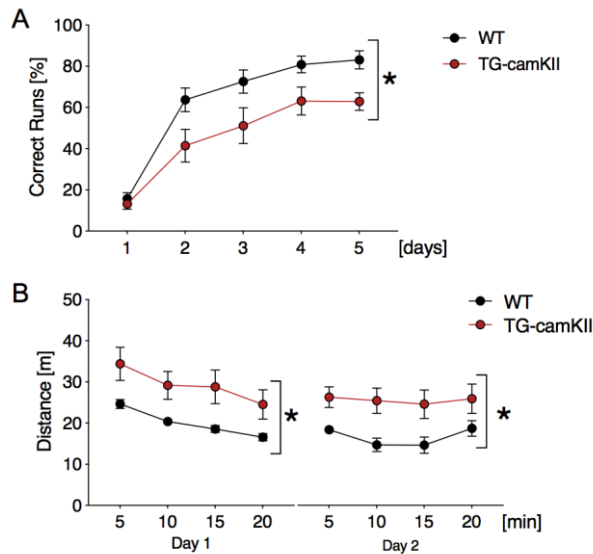 A
WT
TG-camKII
Correct Runs [%]
100
80
60
40
20
0
*
1 2 3 4 5 [days]
B
WT
TG-camKII
Distance [m]
50
40
30
20
10
0
* *
5 10 15 20 5 10 15 20 [min]
Day 1 Day 2